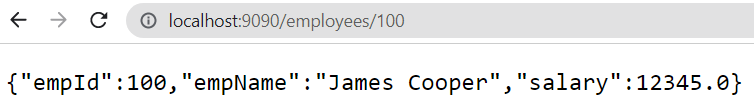 localhost:9090/employees/100
{"empId":100,"empName":"James Cooper","salary":12345.0}